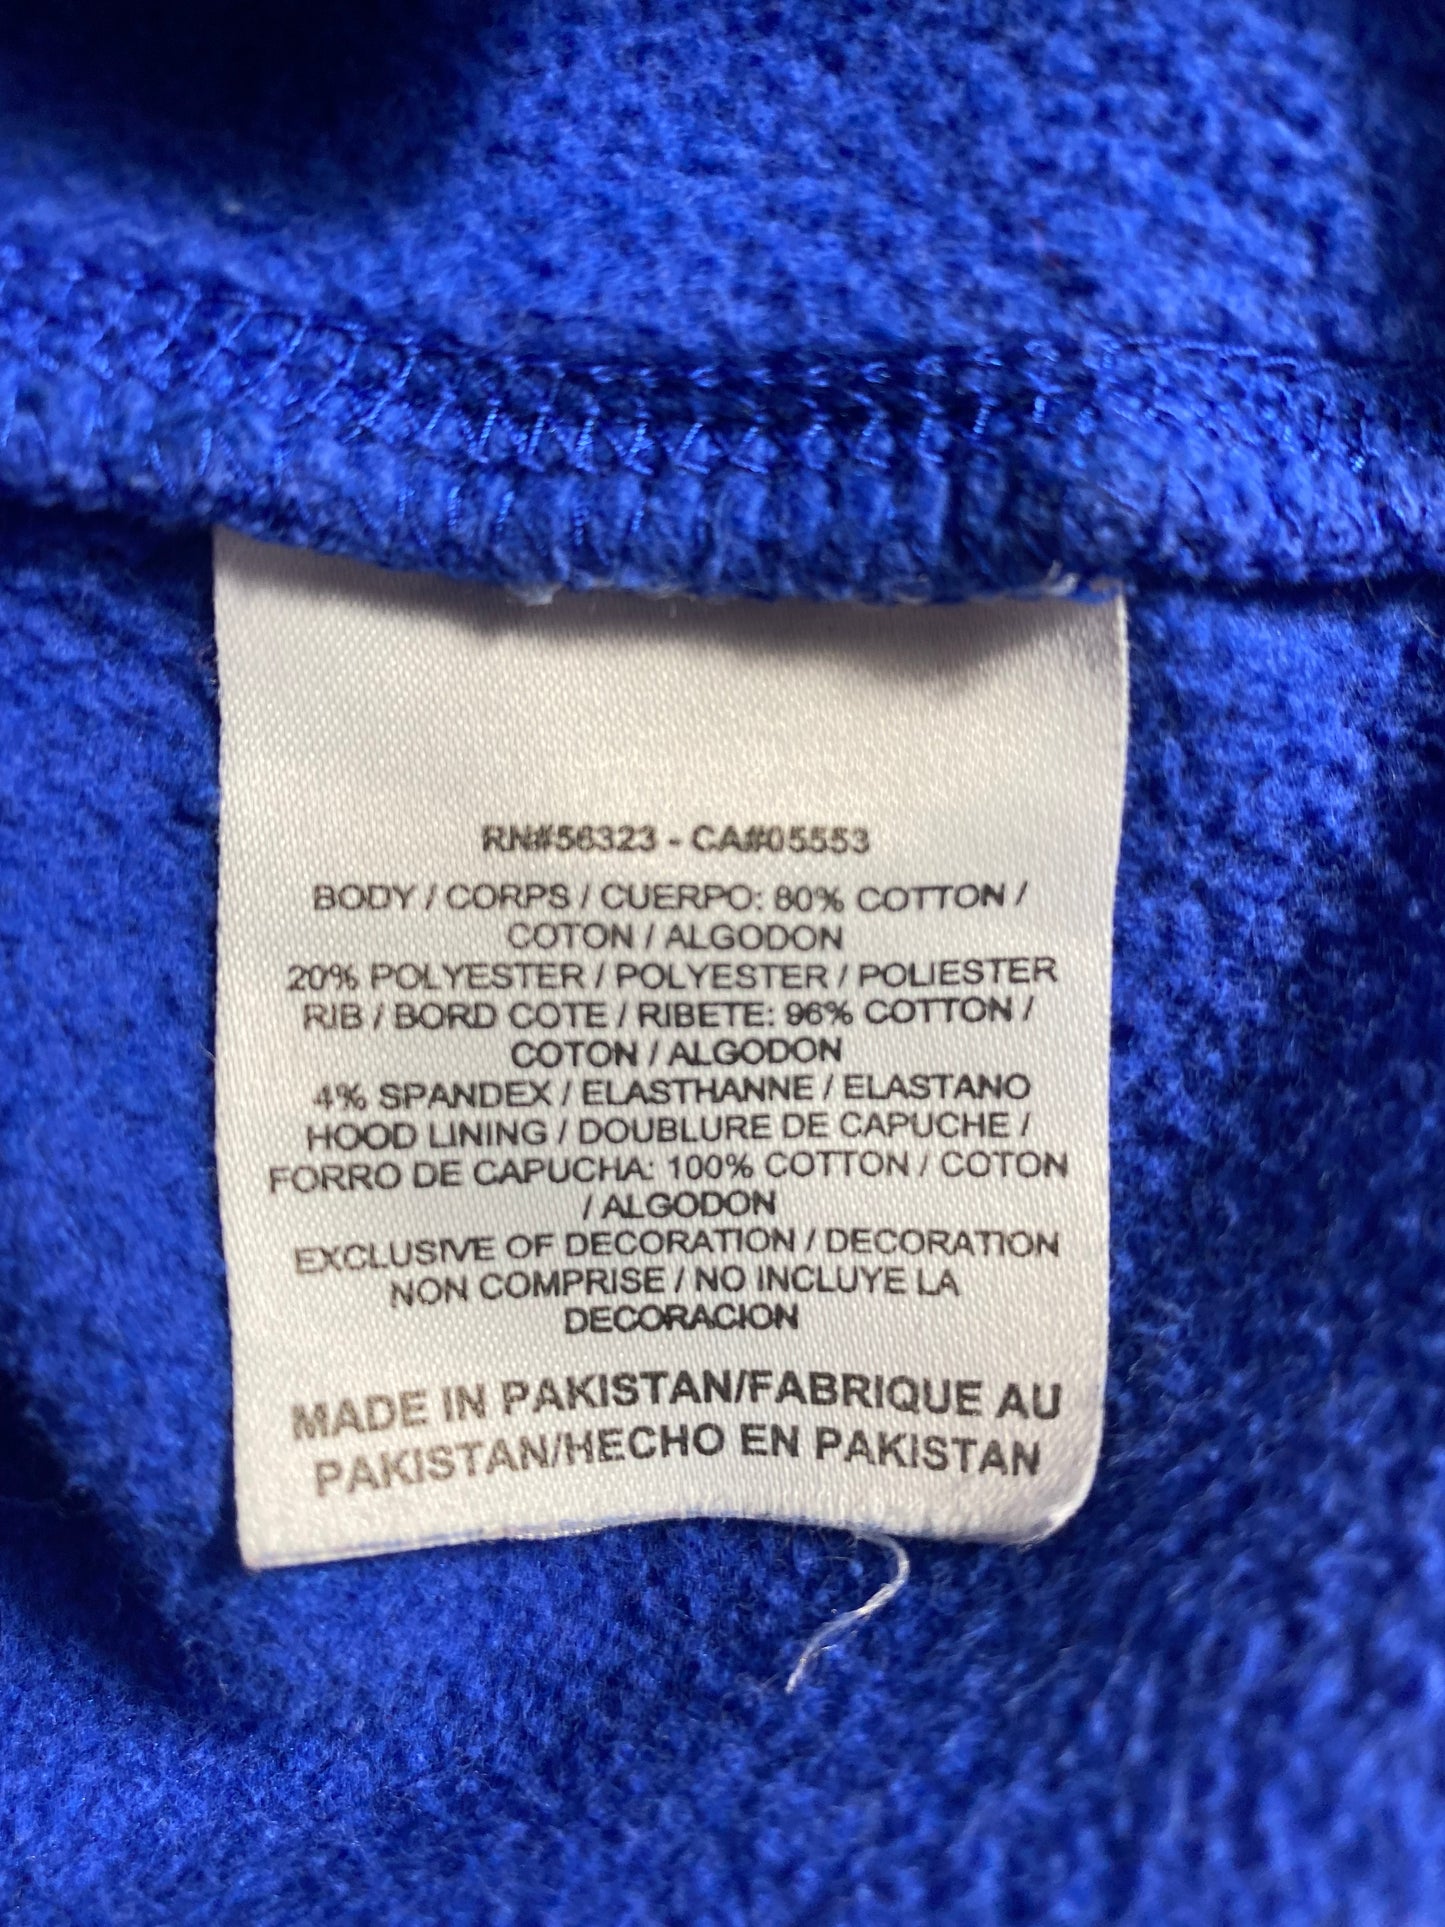 RN#56323 - CA#05553
BODY / CORPS / CUERPO: 80% COTTON /
COTON / ALGODON
20% POLYESTER / POLYESTER / POLIESTER
RIB / BORD COTE / RIBETE: 96% COTTON /
COTON / ALGODON
4% SPANDEX / ELASTHANNE / ELASTANO
HOOD LINING / DOUBLURE DE CAPUCHE /
FORRO DE CAPUCHA: 100% COTTON / COTON
/ ALGODON
EXCLUSIVE OF DECORATION / DECORATION
NON COMPRISE / NO INCLUYE LA
DECORACION
MADE IN PAKISTAN/FABRIQUE AU
PAKISTAN/HECHO EN PAKISTAN